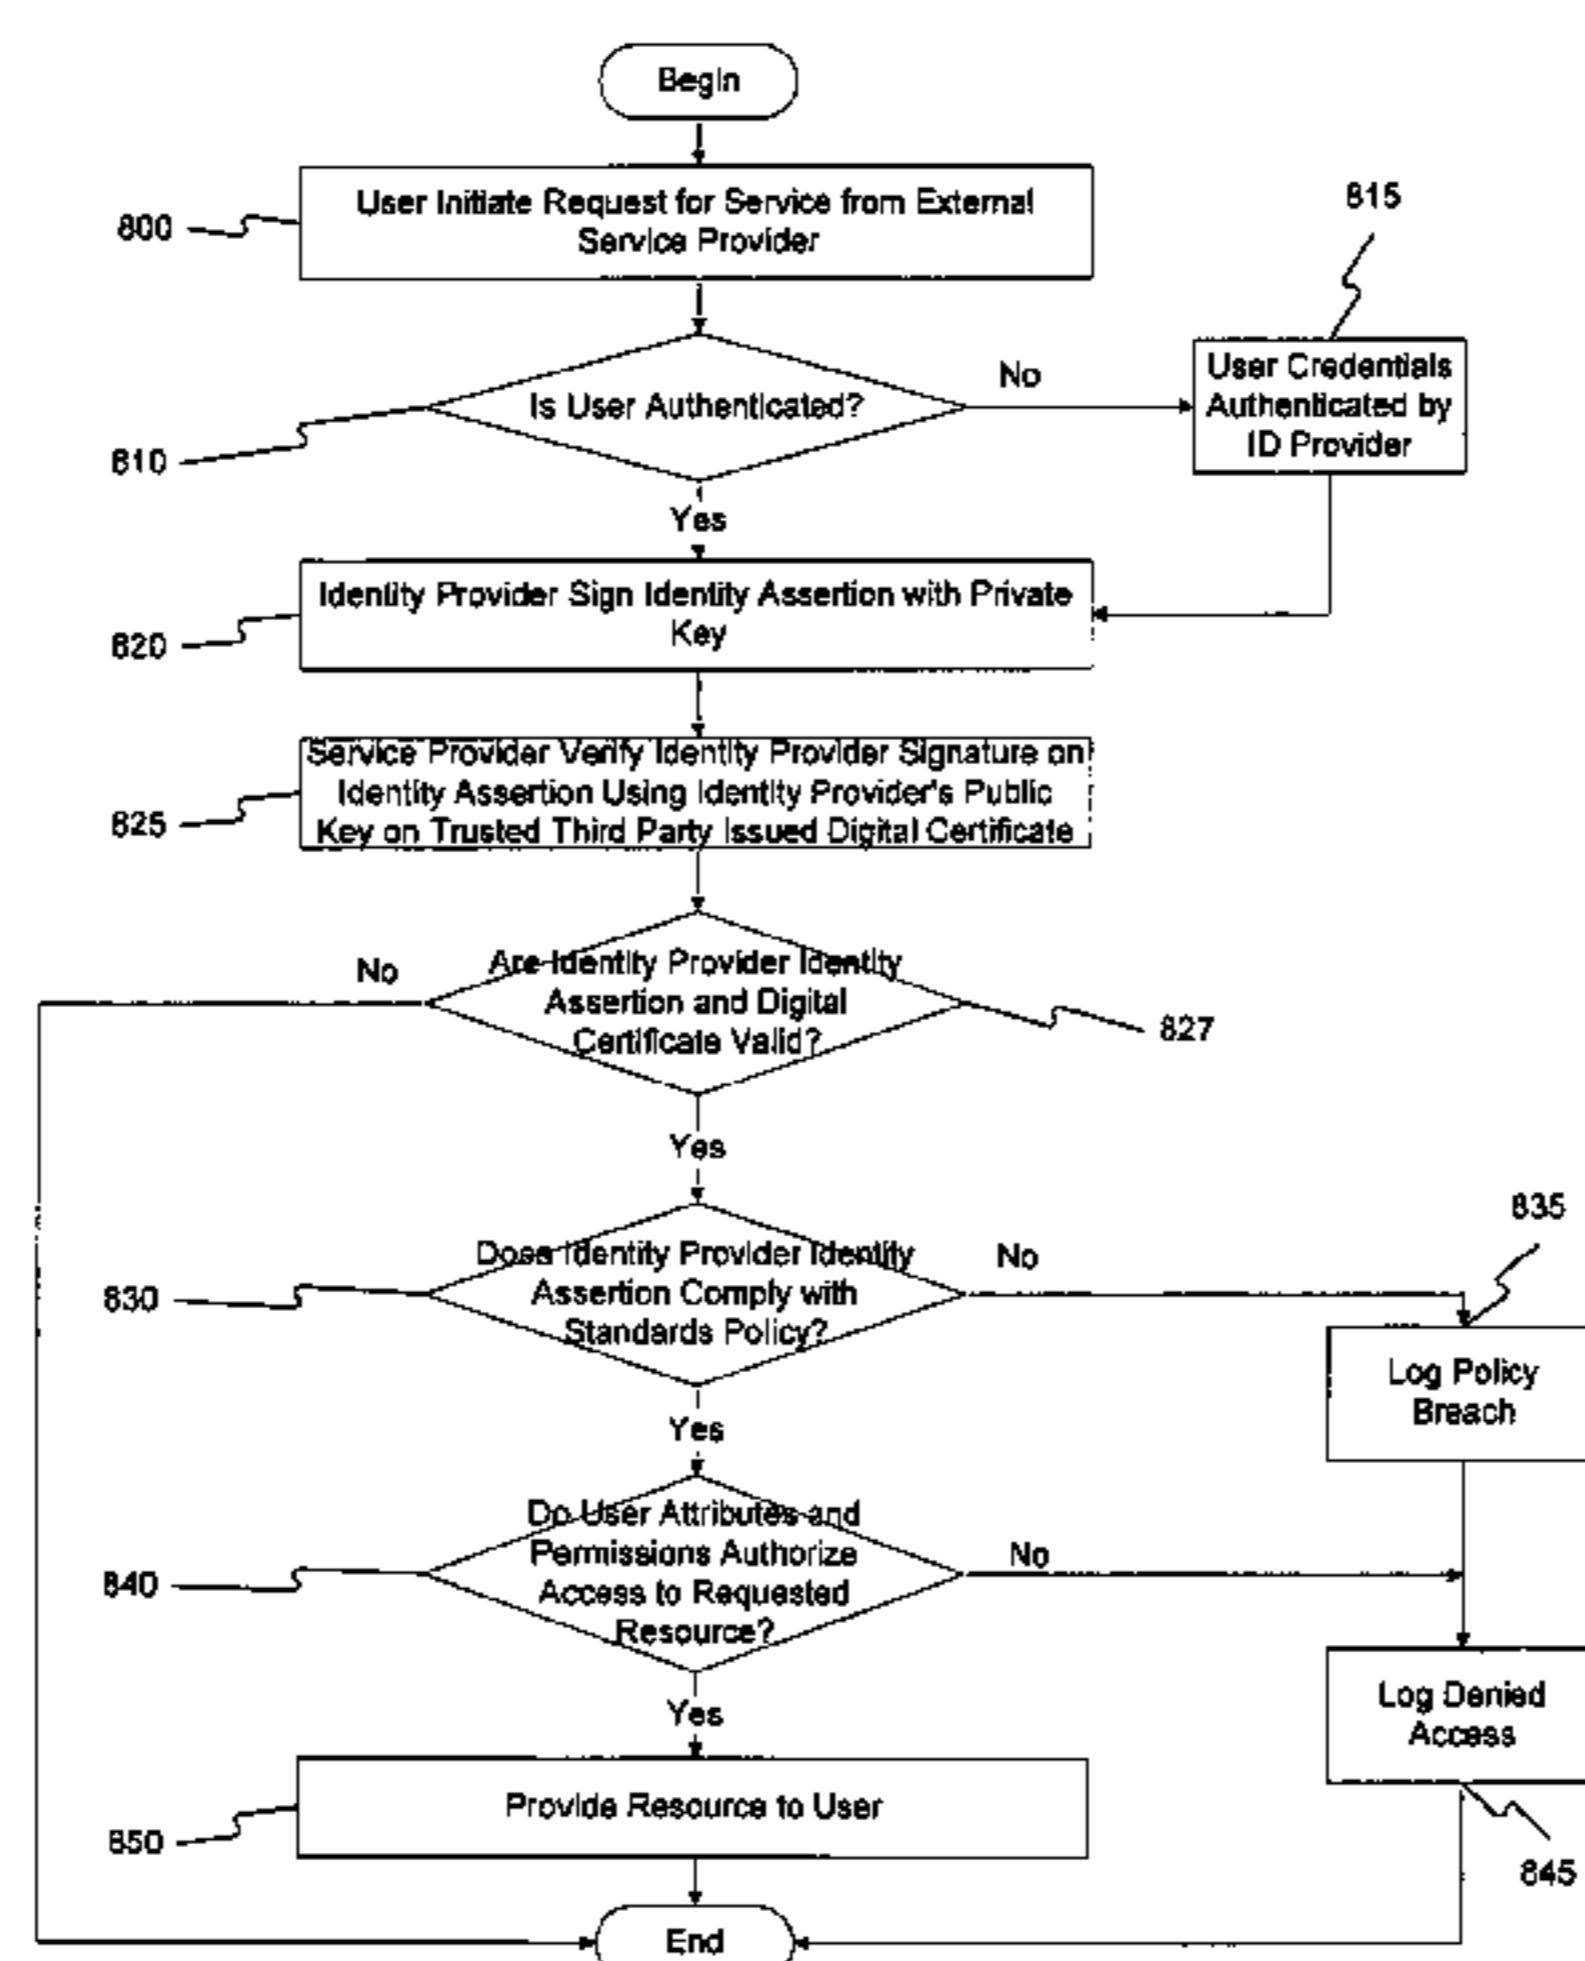 Begin
User Initiate Request for Service from External
Service Provider
800
815
Is User Authenticated?
No
User Credentials
Authenticated by
ID Provider
810
Yes
Identity Provider Sign Identity Assertion with Private
Key
820
Service Provider Verify Identity Provider Signature on
Identity Assertion Using Identity Provider's Public
Key on Trusted Third Party Issued Digital Certificate
825
No
Are Identity Provider Identity
Assertion and Digital
Certificate Valid?
827
Yes
835
Does Identity Provider Identity
Assertion Comply with
Standards Policy?
No
830
Log Policy
Breach
Yes
Do User Attributes and
Permissions Authorize
Access to Requested
Resource?
No
840
Log Denied
Access
Yes
Provide Resource to User
850
845
End